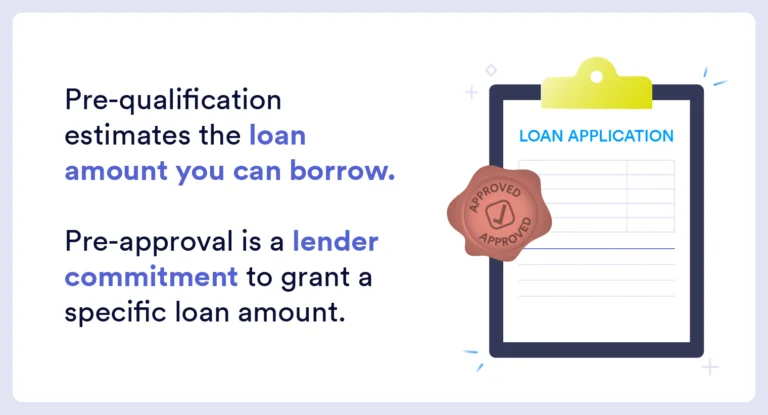 Pre-qualification
estimates the loan
amount you can borrow.
Pre-approval is a lender
commitment to grant a
specific loan amount.
LOAN APPLICATION
APPROVED
APPROVED